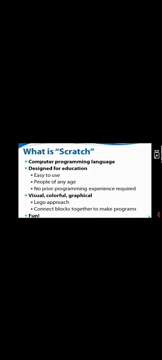 What is “Scratch”
• Computer programming language
• Designed for education
• Easy to use
• People of any age
• No prior programming experience required
• Visual, colorful, graphical
• Lego approach
• Connect blocks together to make programs
• Fun!